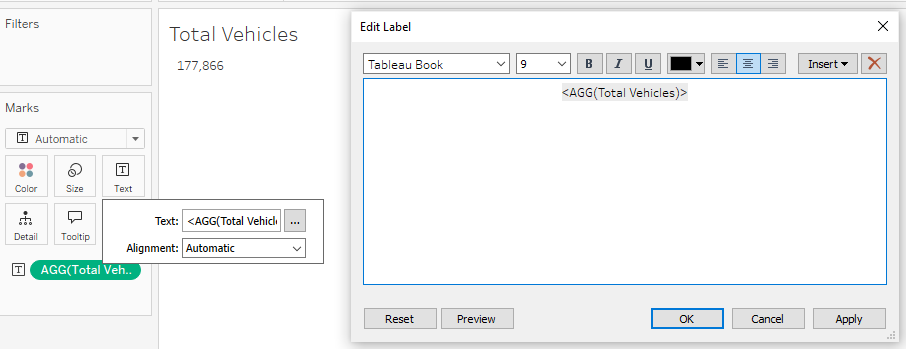 Filters
Total Vehicles
177,866
Marks
T Automatic
Color Size T Text
Detail Tooltip
Text: <AGG(Total Vehicle ...
Alignment: Automatic
T AGG(Total Veh..
Edit Label
Tableau Book 9 B I U Insert
<AGG(Total Vehicles)>
Reset Preview OK Cancel Apply